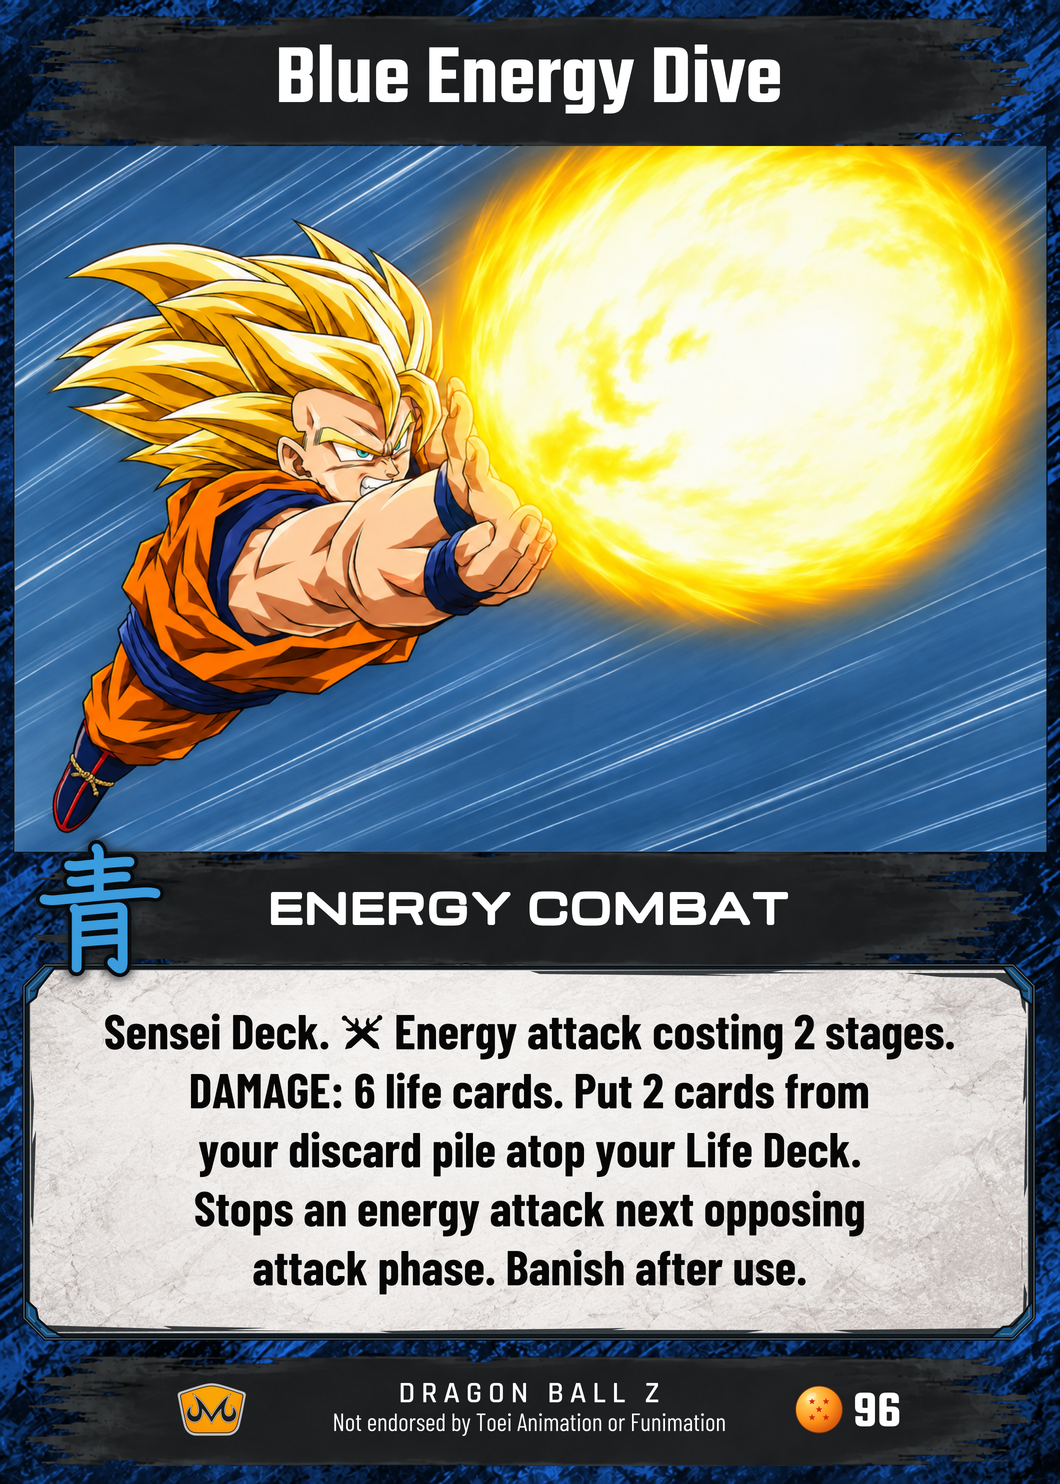 Blue Energy Dive
青
ENERGY COMBAT
Sensei Deck. Energy attack costing 2 stages.
DAMAGE: 6 life cards. Put 2 cards from
your discard pile atop your Life Deck.
Stops an energy attack next opposing
attack phase. Banish after use.
DRAGON BALL Z
Not endorsed by Toei Animation or Funimation
96